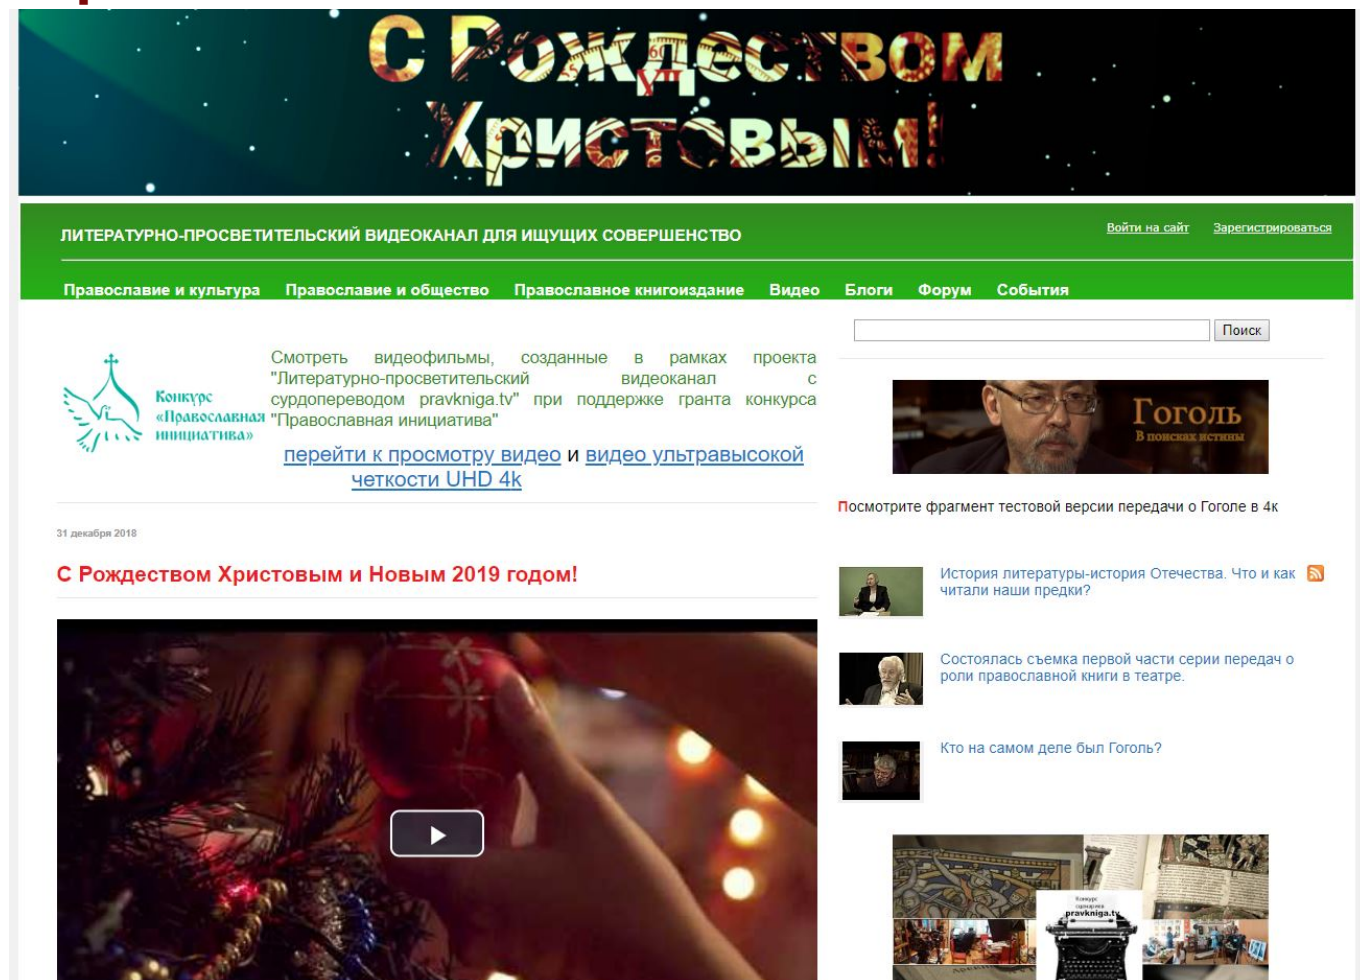 С Рождеством
Христовым!
ЛИТЕРАТУРНО-ПРОСВЕТИТЕЛЬСКИЙ ВИДЕОКАНАЛ ДЛЯ ИЩУЩИХ СОВЕРШЕНСТВО
Войти на сайт Зарегистрироваться
Православие и культура Православие и общество Православное книгоиздание Видео Блоги Форум События
Поиск
Конкурс
«Православная
инициатива»
Смотреть видеофильмы, созданные в рамках проекта
"Литературно-просветительский видеоканал с
сурдопереводом pravkniga.tv" при поддержке гранта конкурса
"Православная инициатива"
перейти к просмотру видео и видео ультравысокой
четкости UHD 4k
31 декабря 2018
С Рождеством Христовым и Новым 2019 годом!
Гоголь
В поисках истины
Посмотрите фрагмент тестовой версии передачи о Гоголе в 4к
История литературы-история Отечества. Что и как
читали наши предки?
Состоялась съемка первой части серии передач о
роли православной книги в театре.
Кто на самом деле был Гоголь?
Конкурс
сценариев
pravkniga.tv